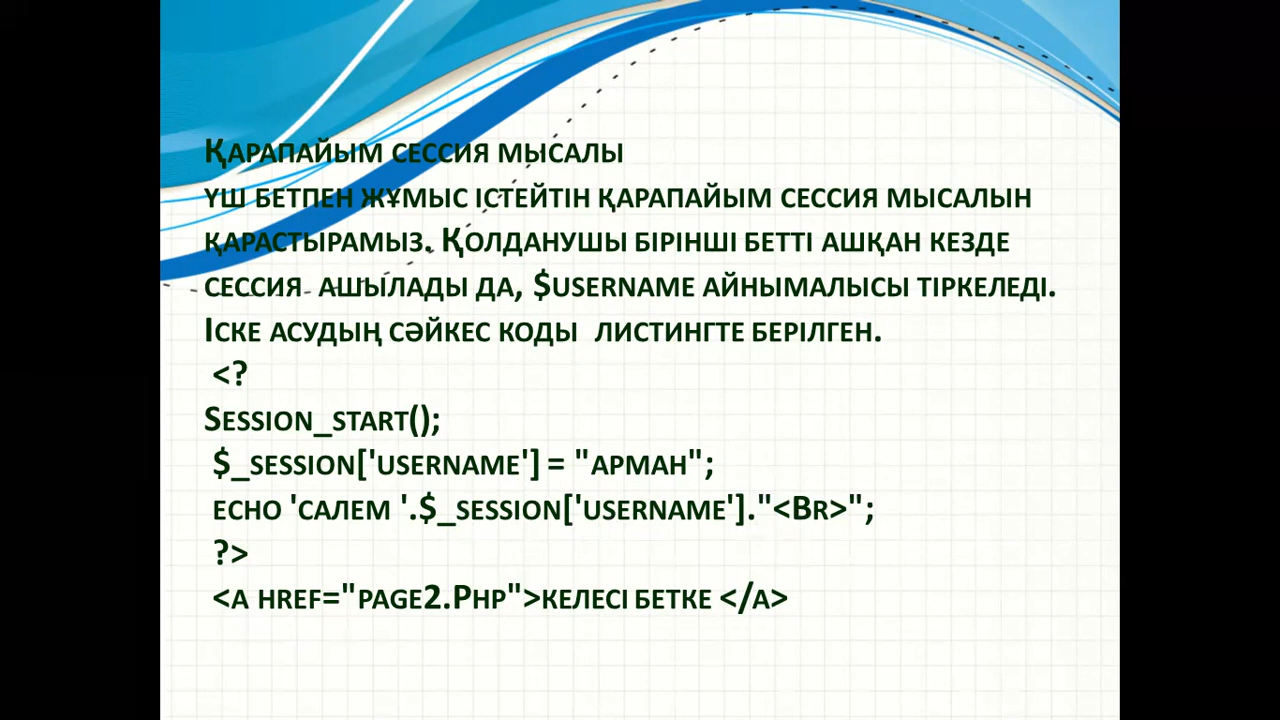 Қарапайым сессия мысалы
үш бетпен жұмыс істейтін қарапайым сессия мысалын
қарастырамыз. Қолданушы бірінші бетті ашқан кезде
сессия ашылады да, $username айнымалысы тіркеледі.
Іске асудың сәйкес коды листингте берілген.
<?
Session_start();
$_session['username'] = "арман";
echo 'салем '.$_session['username']."<Br>";
?>
<a href="page2.Php">келесі бетке </a>